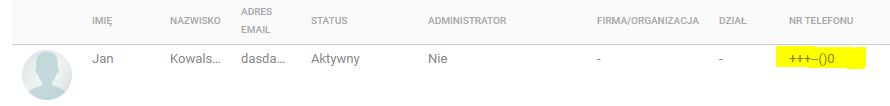 IMIĘ NAZWISKO ADRES EMAIL STATUS ADMINISTRATOR FIRMA/ORGANIZACJA DZIAŁ NR TELEFONU
Jan Kowals... dasda... Aktywny Nie - - +++--()0